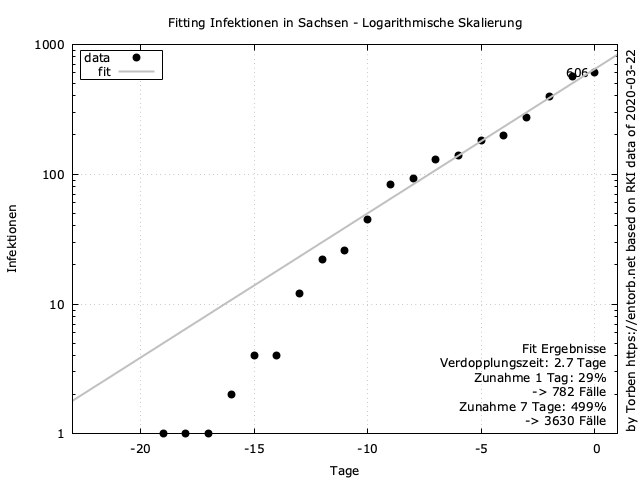 Fitting Infektionen in Sachsen - Logarithmische Skalierung
1000
100
10
1
-20
-15
-10
-5
0
Infektionen
Tage
data
fit
606
Fit Ergebnisse
Verdopplungszeit: 2.7 Tage
Zunahme 1 Tag: 29%
-> 782 Fälle
Zunahme 7 Tage: 499%
-> 3630 Fälle
by Torben https://entorb.net based on RKI data of 2020-03-22